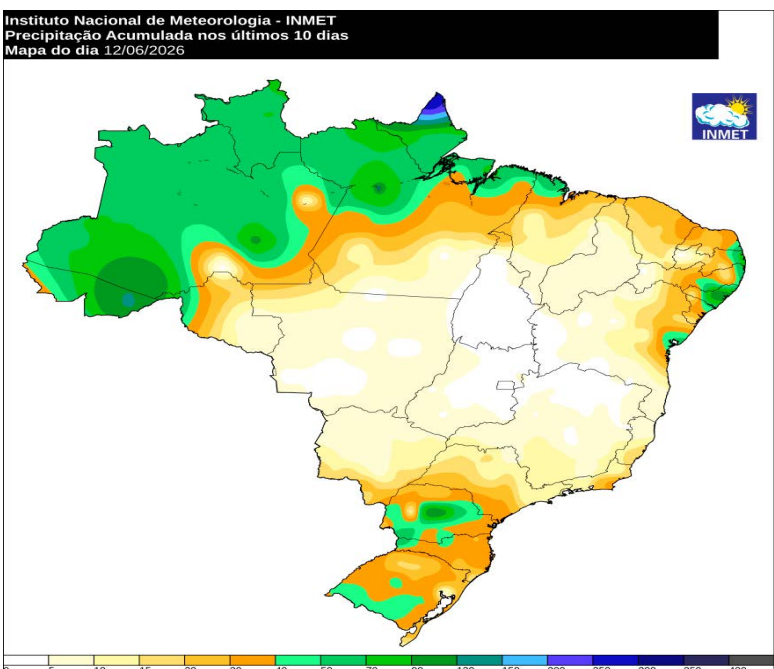 Instituto Nacional de Meteorologia - INMET
Precipitação Acumulada nos últimos 10 dias
Mapa do dia 12/06/2026
INMET